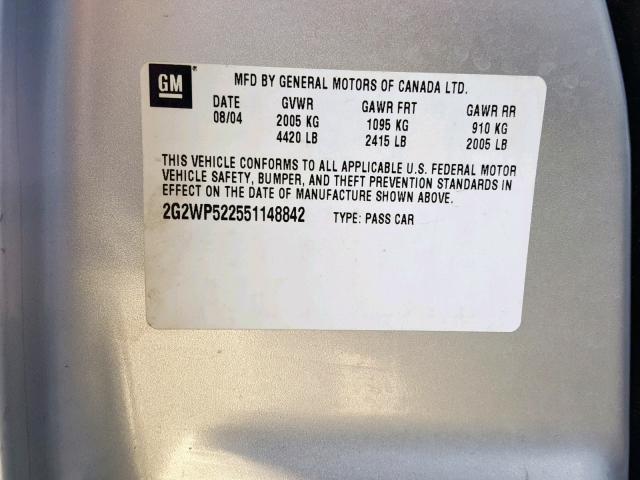 GM MFD BY GENERAL MOTORS OF CANADA LTD.
DATE GVWR GAWR FRT GAWR RR
08/04 2005 KG 1095 KG 910 KG
4420 LB 2415 LB 2005 LB
THIS VEHICLE CONFORMS TO ALL APPLICABLE U.S. FEDERAL MOTOR
VEHICLE SAFETY, BUMPER, AND THEFT PREVENTION STANDARDS IN
EFFECT ON THE DATE OF MANUFACTURE SHOWN ABOVE.
2G2WP522551148842 TYPE: PASS CAR